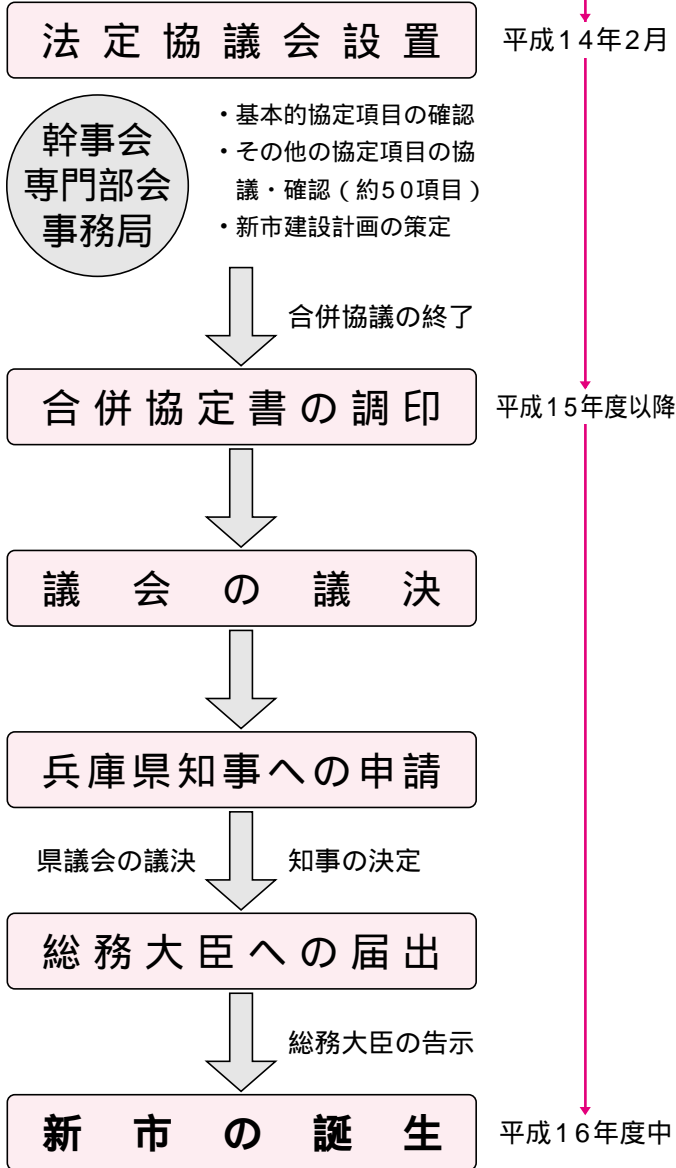 法定協議会設置
平成14年2月
幹事会
専門部会
事務局
・基本的協定項目の確認
・その他の協定項目の協
議・確認（約50項目）
・新市建設計画の策定
合併協議の終了
合併協定書の調印
平成15年度以降
議会の議決
兵庫県知事への申請
県議会の議決
知事の決定
総務大臣への届出
総務大臣の告示
新市の誕生
平成16年度中